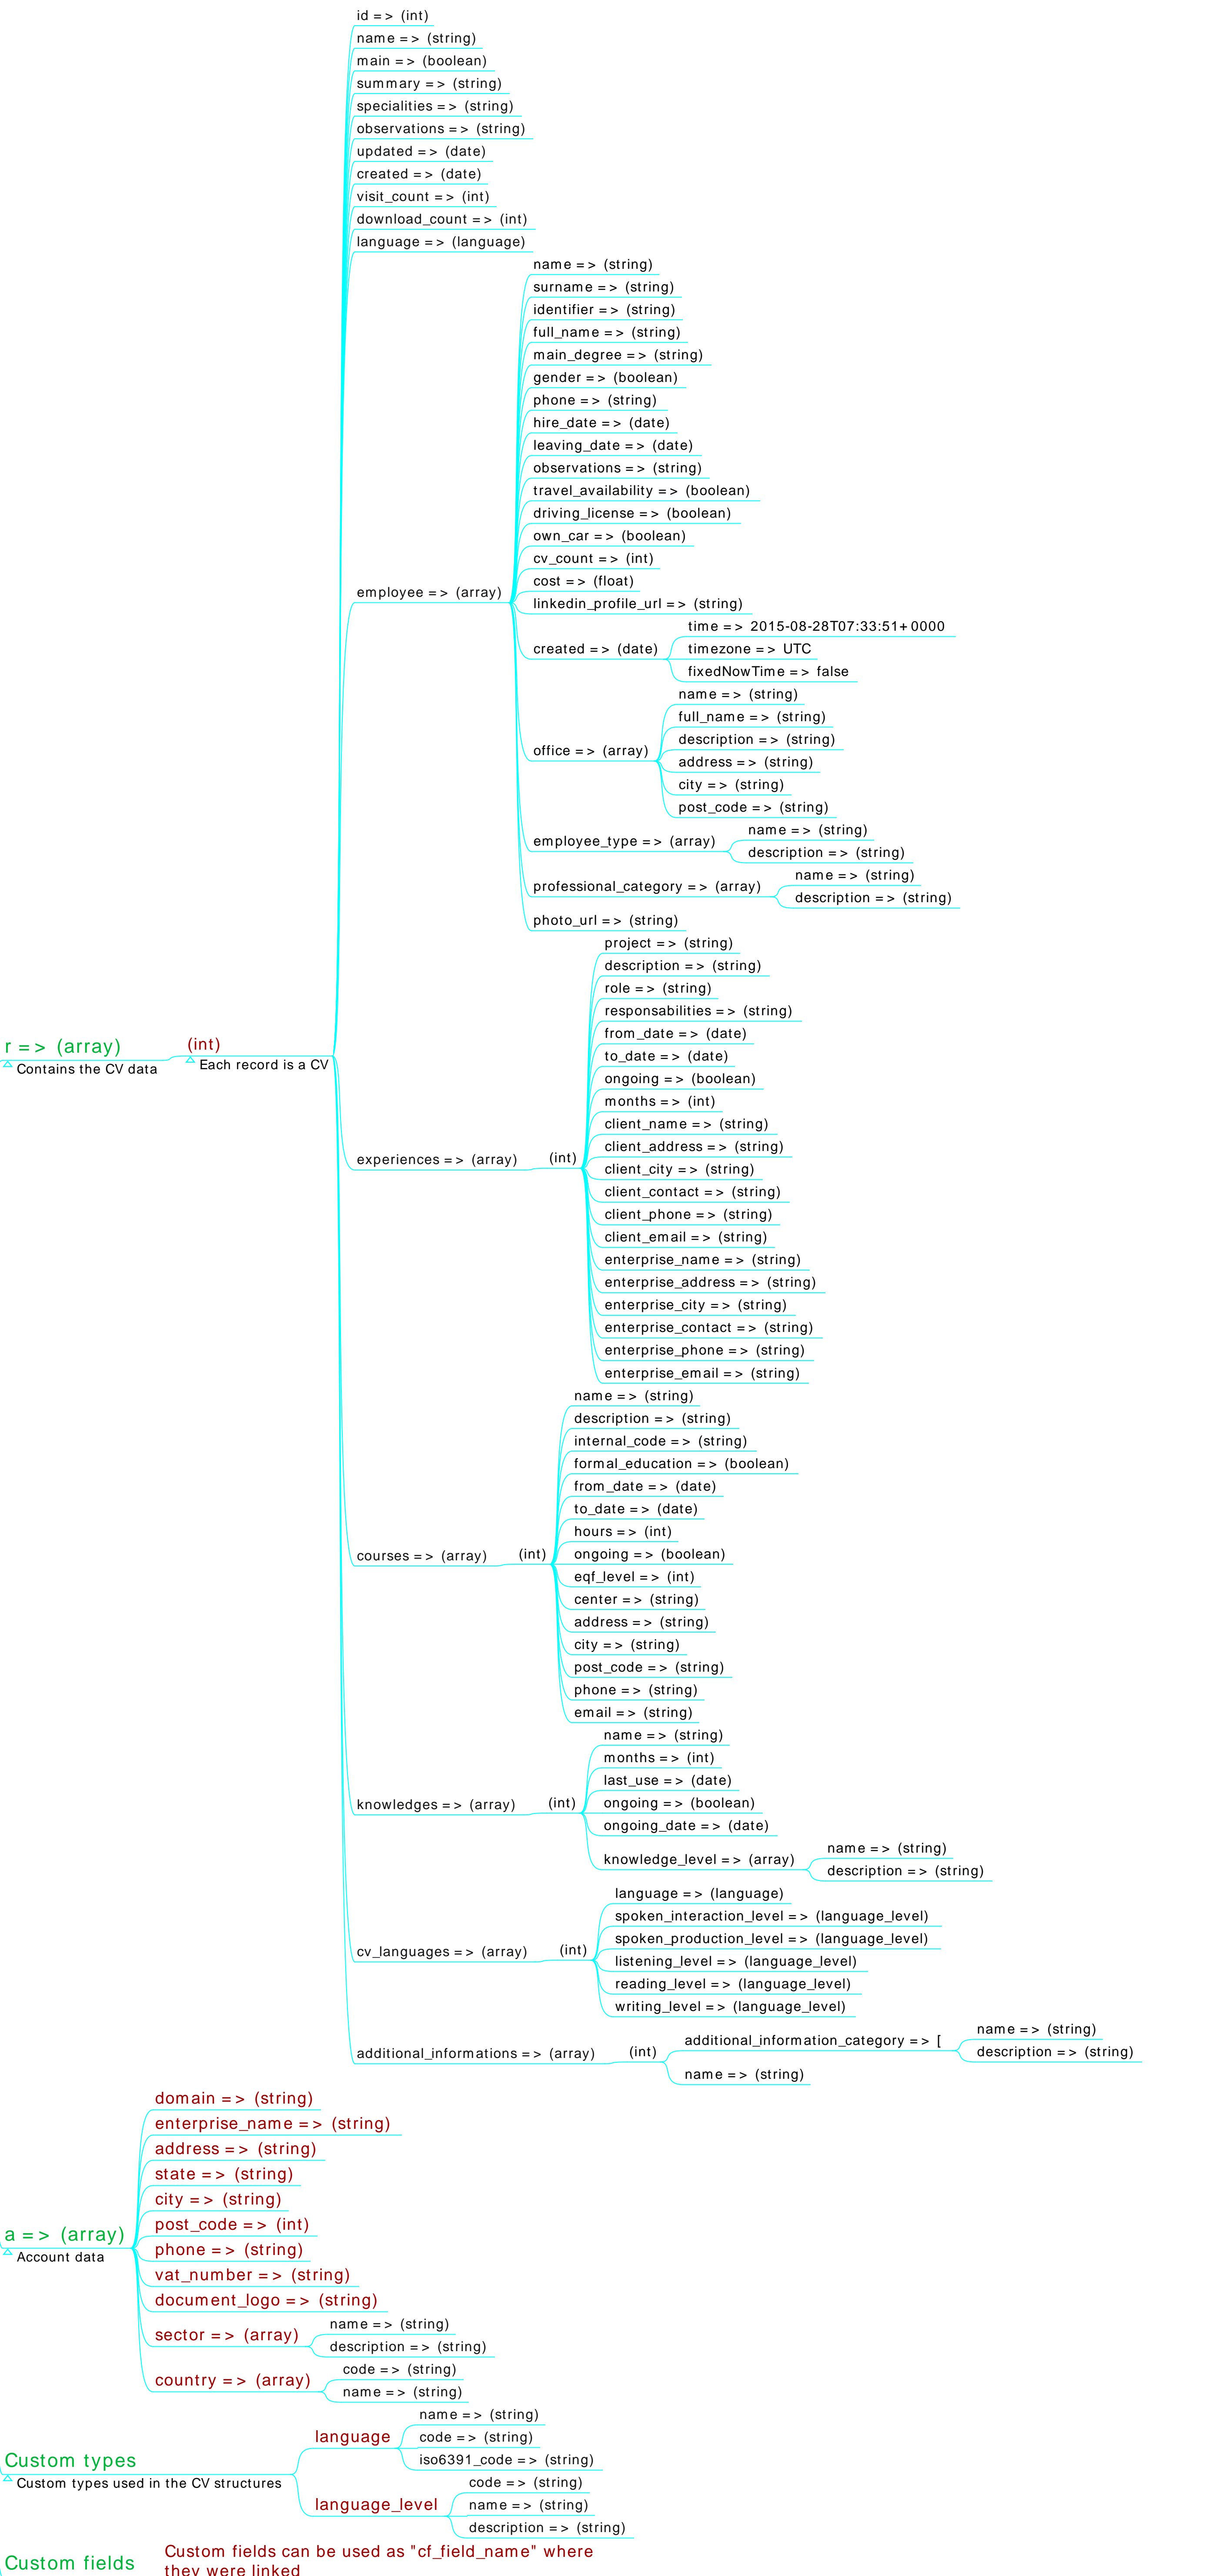 id => (int)
name => (string)
main => (boolean)
summary => (string)
specialities => (string)
observations => (string)
updated => (date)
created => (date)
visit_count => (int)
download_count => (int)
language => (language)
employee => (array)
name => (string)
surname => (string)
identifier => (string)
full_name => (string)
main_degree => (string)
gender => (boolean)
phone => (string)
hire_date => (date)
leaving_date => (date)
observations => (string)
travel_availability => (boolean)
driving_license => (boolean)
own_car => (boolean)
cv_count => (int)
cost => (float)
linkedin_profile_url => (string)
created => (date)
time => 2015-08-28T07:33:51+0000
timezone => UTC
fixedNowTime => false
office => (array)
name => (string)
full_name => (string)
description => (string)
address => (string)
city => (string)
post_code => (string)
employee_type => (array)
name => (string)
description => (string)
professional_category => (array)
name => (string)
description => (string)
photo_url => (string)
r => (array)
Contains the CV data
(int)
Each record is a CV
experiences => (array)
(int)
project => (string)
description => (string)
role => (string)
responsabilities => (string)
from_date => (date)
to_date => (date)
ongoing => (boolean)
months => (int)
client_name => (string)
client_address => (string)
client_city => (string)
client_contact => (string)
client_phone => (string)
client_email => (string)
enterprise_name => (string)
enterprise_address => (string)
enterprise_city => (string)
enterprise_contact => (string)
enterprise_phone => (string)
enterprise_email => (string)
courses => (array)
(int)
name => (string)
description => (string)
internal_code => (string)
formal_education => (boolean)
from_date => (date)
to_date => (date)
hours => (int)
ongoing => (boolean)
eqf_level => (int)
center => (string)
address => (string)
city => (string)
post_code => (string)
phone => (string)
email => (string)
knowledges => (array)
(int)
name => (string)
months => (int)
last_use => (date)
ongoing => (boolean)
ongoing_date => (date)
knowledge_level => (array)
name => (string)
description => (string)
cv_languages => (array)
(int)
language => (language)
spoken_interaction_level => (language_level)
spoken_production_level => (language_level)
listening_level => (language_level)
reading_level => (language_level)
writing_level => (language_level)
additional_informations => (array)
(int)
additional_information_category => [
name => (string)
description => (string)
name => (string)
a => (array)
Account data
domain => (string)
enterprise_name => (string)
address => (string)
state => (string)
city => (string)
post_code => (int)
phone => (string)
vat_number => (string)
document_logo => (string)
sector => (array)
name => (string)
description => (string)
country => (array)
code => (string)
name => (string)
Custom types
Custom types used in the CV structures
language
name => (string)
code => (string)
iso6391_code => (string)
language_level
code => (string)
name => (string)
description => (string)
Custom fields
Custom fields can be used as "cf_field_name" where
they were linked